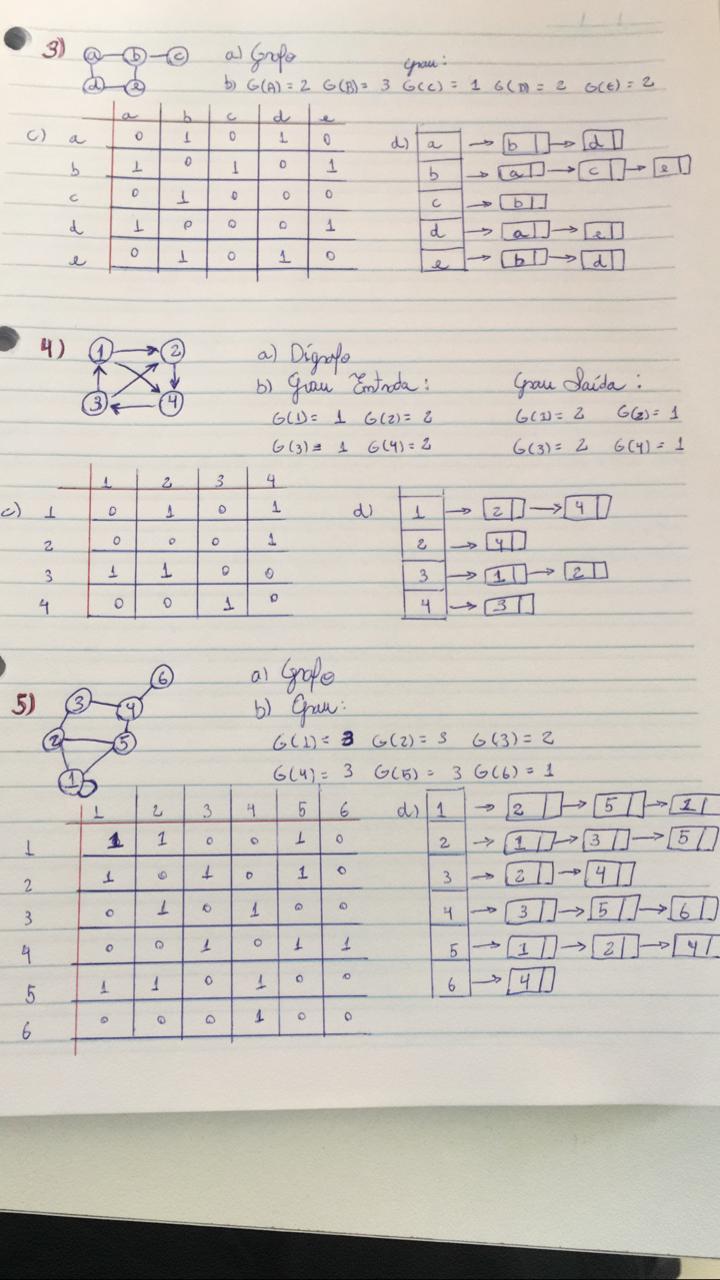 3) a b c a) Grafo Grau:
d e b) G(A) = 2 G(B) = 3 G(C) = 1 G(D) = 2 G(E) = 2
a b c d e
c) a 0 1 0 1 0 d) a → b → d
b 1 0 1 0 1 b → a → c → e
c 0 1 0 0 0 c → b
d 1 0 0 0 1 d → a → e
e 0 1 0 1 0 e → b → d
4) 1 2 a) Dígrafo
3 4 b) Grau Entrada: Grau Saída:
G(1) = 1 G(2) = 2 G(1) = 2 G(2) = 1
G(3) = 1 G(4) = 2 G(3) = 2 G(4) = 1
1 2 3 4
c) 1 0 1 0 1 d) 1 → 2 → 4
2 0 0 0 1 2 → 4
3 1 1 0 0 3 → 1 → 2
4 0 0 1 0 4 → 3
6 a) Grafo
5) 3 4 b) Grau:
2 5 G(1) = 3 G(2) = 3 G(3) = 2
1 G(4) = 3 G(5) = 3 G(6) = 1
1 2 3 4 5 6 d) 1 → 2 → 5 → 1
1 1 1 0 0 1 0 2 → 1 → 3 → 5
2 1 0 1 0 1 0 3 → 2 → 4
3 0 1 0 1 0 0 4 → 3 → 5 → 6
4 0 0 1 0 1 1 5 → 1 → 2 → 4
5 1 1 0 1 0 0 6 → 4
6 0 0 0 1 0 0